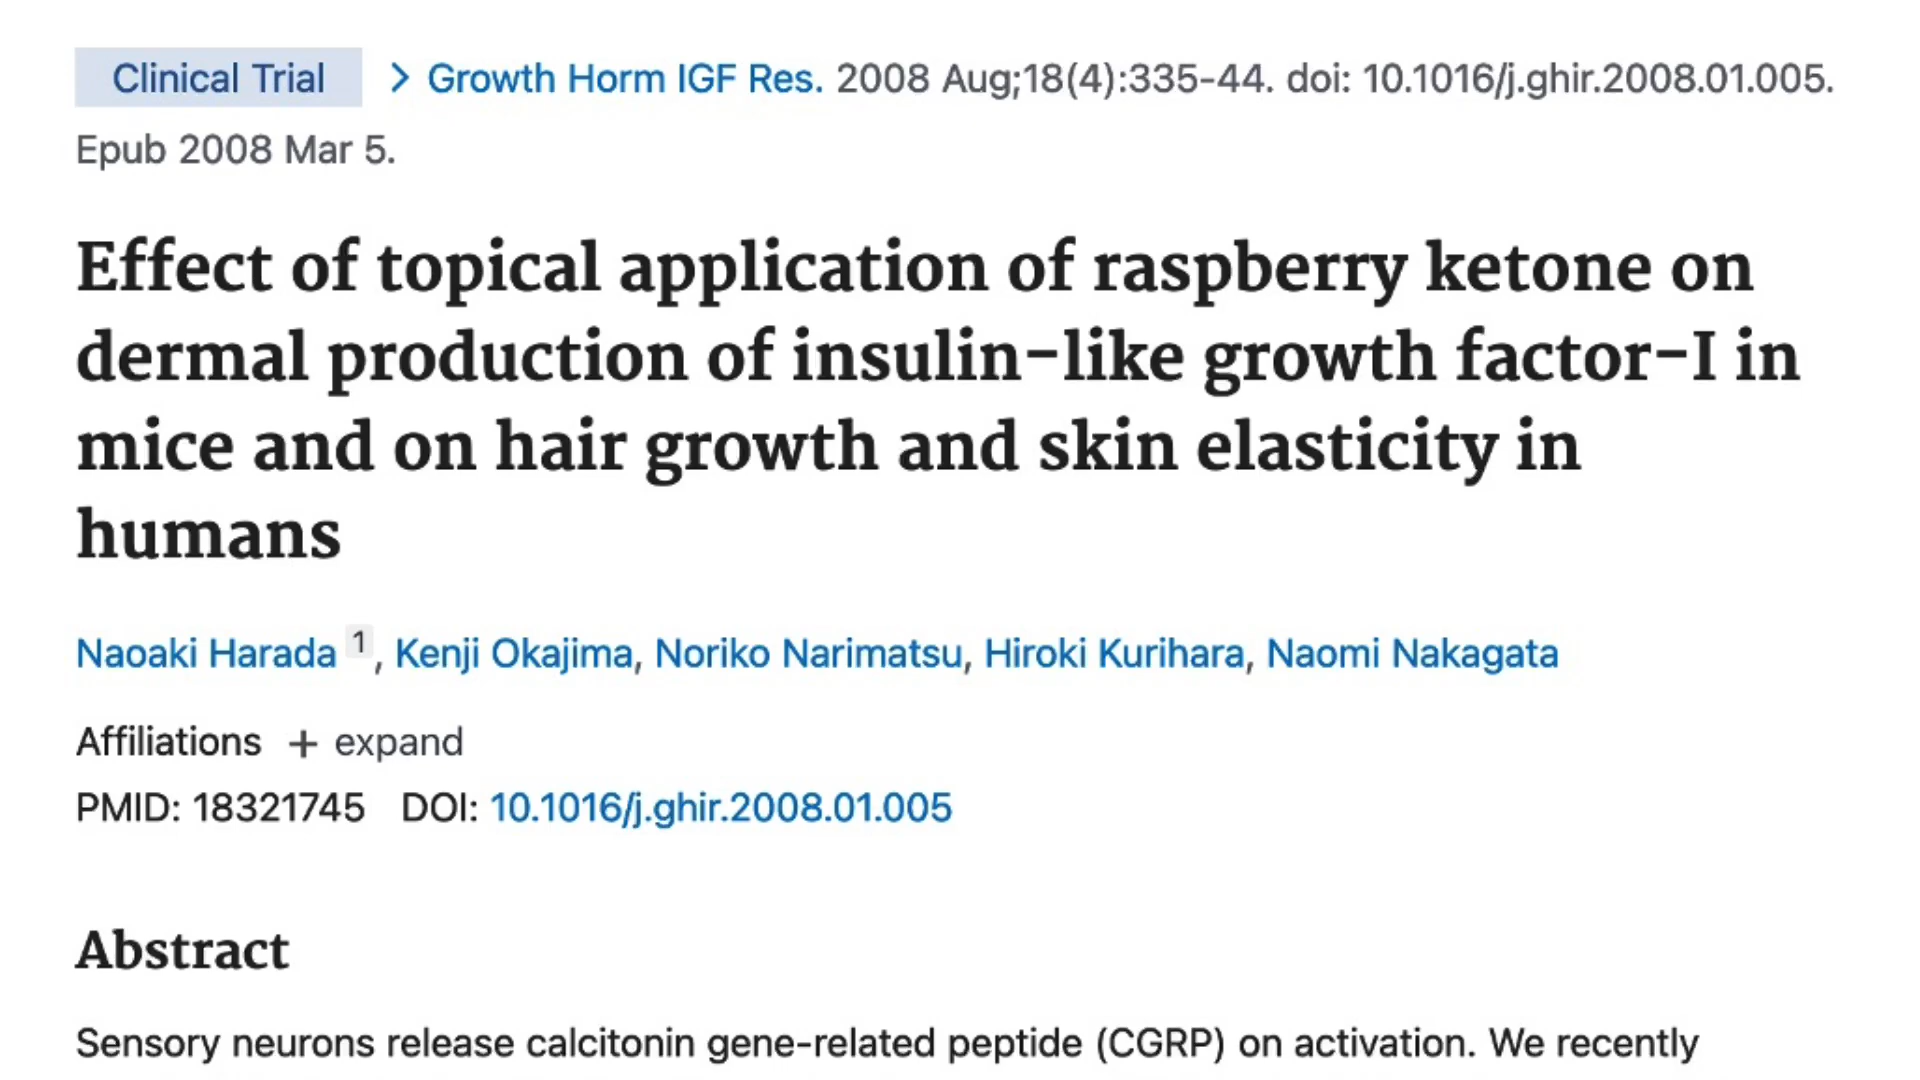 Clinical Trial > Growth Horm IGF Res. 2008 Aug;18(4):335-44. doi: 10.1016/j.ghir.2008.01.005.
Epub 2008 Mar 5.
Effect of topical application of raspberry ketone on
dermal production of insulin-like growth factor-I in
mice and on hair growth and skin elasticity in
humans
Naoaki Harada 1, Kenji Okajima, Noriko Narimatsu, Hiroki Kurihara, Naomi Nakagata
Affiliations + expand
PMID: 18321745 DOI: 10.1016/j.ghir.2008.01.005
Abstract
Sensory neurons release calcitonin gene-related peptide (CGRP) on activation. We recently